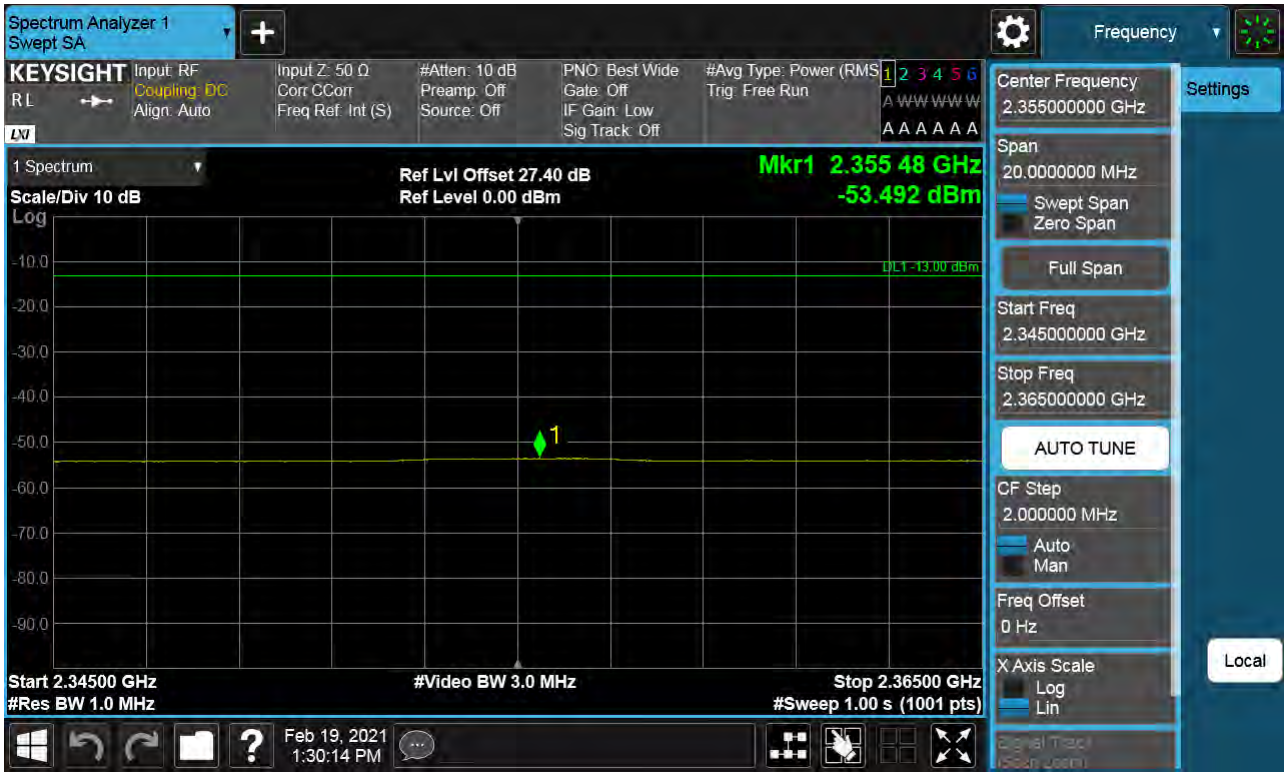 Spectrum Analyzer 1
Swept SA
Frequency
KEYSIGHT
R L
LXI
Input: RF
Coupling: DC
Align: Auto
Input Z: 50 Ω
Corr CCorr
Freq Ref: Int (S)
#Atten: 10 dB
Preamp: Off
Source: Off
PNO: Best Wide
Gate: Off
IF Gain: Low
Sig Track: Off
#Avg Type: Power (RMS
Trig: Free Run
1 2 3 4 5 6
A W W W W W
A A A A A A
1 Spectrum
Scale/Div 10 dB
Log
Ref Lvl Offset 27.40 dB
Ref Level 0.00 dBm
Mkr1 2.355 48 GHz
-53.492 dBm
-10.0
DL1 -13.00 dBm
-20.0
-30.0
-40.0
-50.0
1
-60.0
-70.0
-80.0
-90.0
Start 2.34500 GHz
#Res BW 1.0 MHz
#Video BW 3.0 MHz
Stop 2.36500 GHz
#Sweep 1.00 s (1001 pts)
Center Frequency
2.355000000 GHz
Settings
Span
20.0000000 MHz
Swept Span
Zero Span
Full Span
Start Freq
2.345000000 GHz
Stop Freq
2.365000000 GHz
AUTO TUNE
CF Step
2.000000 MHz
Auto
Man
Freq Offset
0 Hz
X Axis Scale
Log
Lin
Local
Signal Track
(Span Zoom)
?
Feb 19, 2021
1:30:14 PM